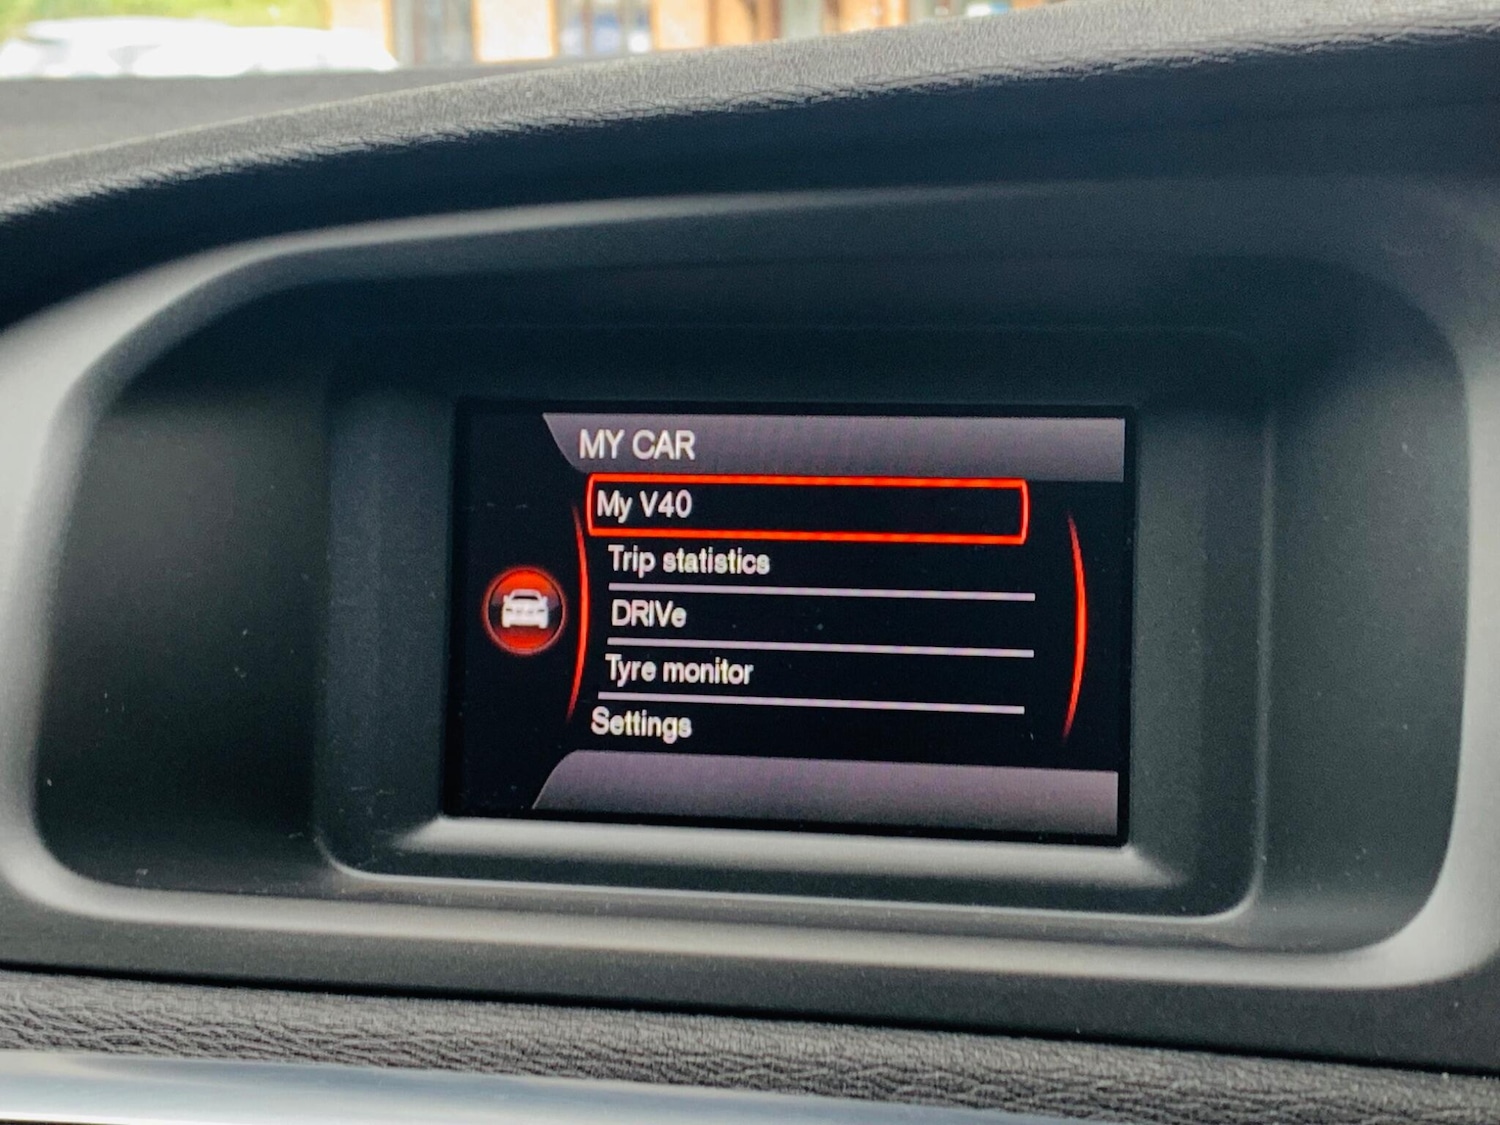 MY CAR
My V40
Trip statistics
DRIVe
Tyre monitor
Settings